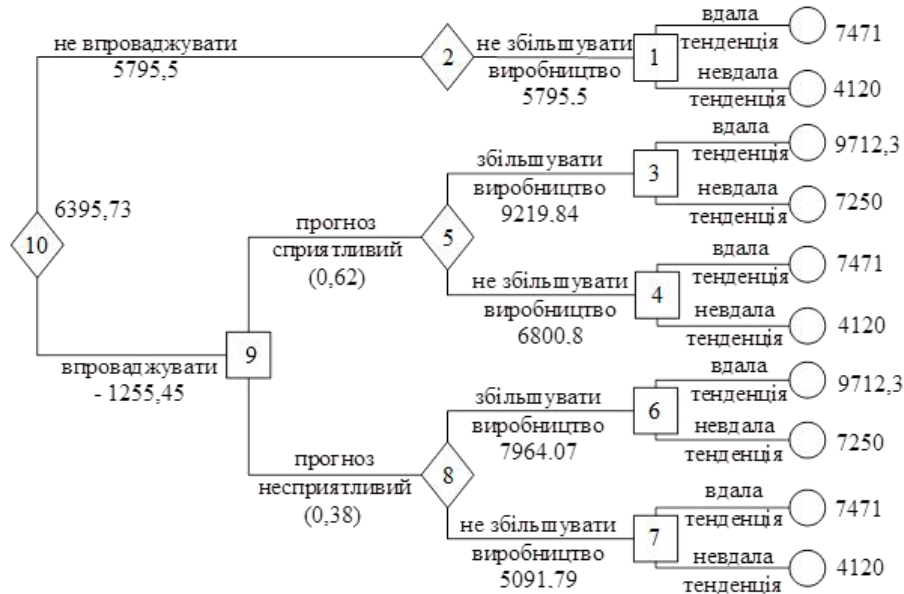 не впроваджувати
5795,5
2
не збільшувати
виробництво
5795.5
1
вдала
тенденція
7471
невдала
тенденція
4120
10
6395,73
впроваджувати
- 1255,45
9
прогноз
сприятливий
(0,62)
5
збільшувати
виробництво
9219.84
3
вдала
тенденція
9712,3
невдала
тенденція
7250
не збільшувати
виробництво
6800.8
4
вдала
тенденція
7471
невдала
тенденція
4120
прогноз
несприятливий
(0,38)
8
збільшувати
виробництво
7964.07
6
вдала
тенденція
9712,3
невдала
тенденція
7250
не збільшувати
виробництво
5091.79
7
вдала
тенденція
7471
невдала
тенденція
4120